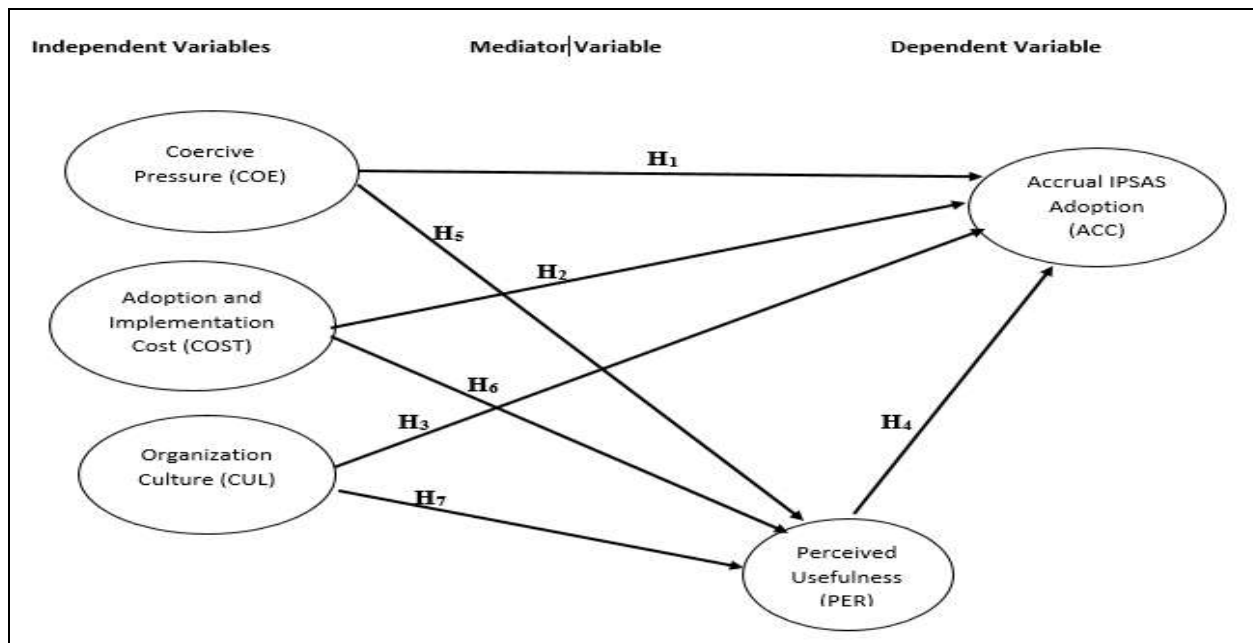 Independent Variables
Mediator Variable
Dependent Variable
Coercive
Pressure (COE)
H₁
Accrual IPSAS
Adoption
(ACC)
H₅
H₂
Adoption and
Implementation
Cost (COST)
H₆
H₃
H₄
Organization
Culture (CUL)
H₇
Perceived
Usefulness
(PER)